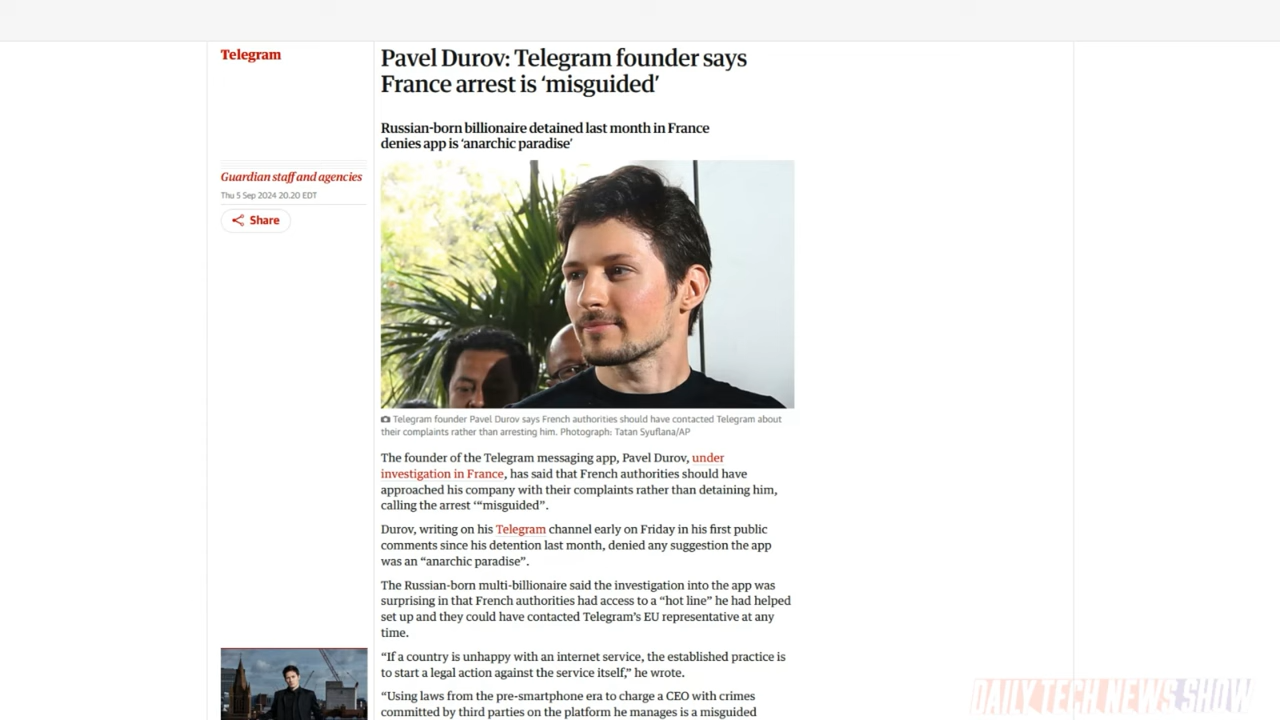 Telegram
Pavel Durov: Telegram founder says
France arrest is ‘misguided’
Russian-born billionaire detained last month in France
denies app is ‘anarchic paradise’
Guardian staff and agencies
Thu 5 Sep 2024 20.20 EDT
Share
Telegram founder Pavel Durov says French authorities should have contacted Telegram about
their complaints rather than arresting him. Photograph: Tatan Syuflana/AP
The founder of the Telegram messaging app, Pavel Durov, under
investigation in France, has said that French authorities should have
approached his company with their complaints rather than detaining him,
calling the arrest ‘“misguided”.
Durov, writing on his Telegram channel early on Friday in his first public
comments since his detention last month, denied any suggestion the app
was an “anarchic paradise”.
The Russian-born multi-billionaire said the investigation into the app was
surprising in that French authorities had access to a “hot line” he had helped
set up and they could have contacted Telegram’s EU representative at any
time.
“If a country is unhappy with an internet service, the established practice is
to start a legal action against the service itself,” he wrote.
“Using laws from the pre-smartphone era to charge a CEO with crimes
committed by third parties on the platform he manages is a misguided
DAILY TECH NEWS SHOW